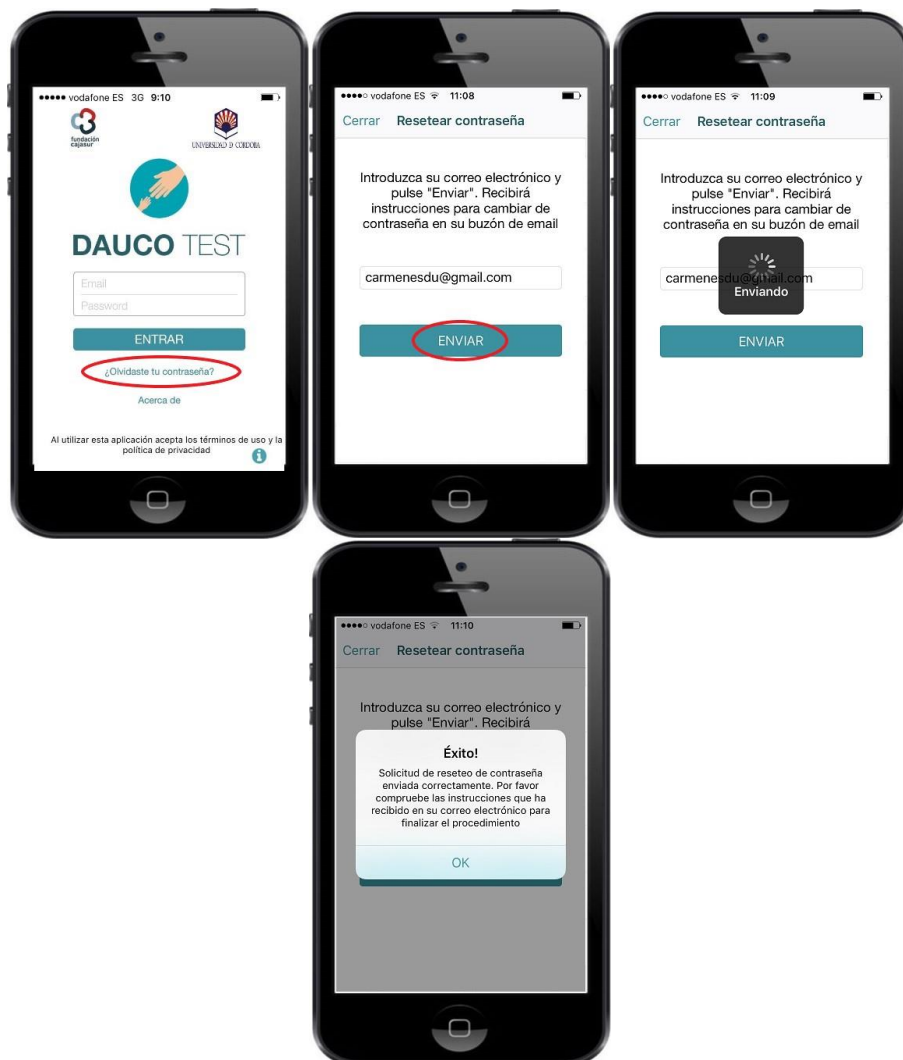 vodafone ES 3G 9:10
fundación
cajasur
UNIVERSIDAD D CÓRDOBA
DAUCO TEST
Email
Password
ENTRAR
¿Olvidaste tu contraseña?
Acerca de
Al utilizar esta aplicación acepta los términos de uso y la
política de privacidad
i
vodafone ES 11:08
Cerrar Resetear contraseña
Introduzca su correo electrónico y
pulse "Enviar". Recibirá
instrucciones para cambiar de
contraseña en su buzón de email
carmenesdu@gmail.com
ENVIAR
vodafone ES 11:09
Cerrar Resetear contraseña
Introduzca su correo electrónico y
pulse "Enviar". Recibirá
instrucciones para cambiar de
contraseña en su buzón de email
carmenesdu@gmail.com
Enviando
ENVIAR
vodafone ES 11:10
Cerrar Resetear contraseña
Introduzca su correo electrónico y
pulse "Enviar". Recibirá
Éxito!
Solicitud de reseteo de contraseña
enviada correctamente. Por favor
compruebe las instrucciones que ha
recibido en su correo electrónico para
finalizar el procedimiento
OK